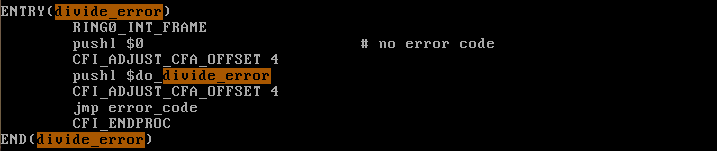 ENTRY(divide_error)
RING0_INT_FRAME
pushl $0 # no error code
CFI_ADJUST_CFA_OFFSET 4
pushl $do_divide_error
CFI_ADJUST_CFA_OFFSET 4
jmp error_code
CFI_ENDPROC
END(divide_error)